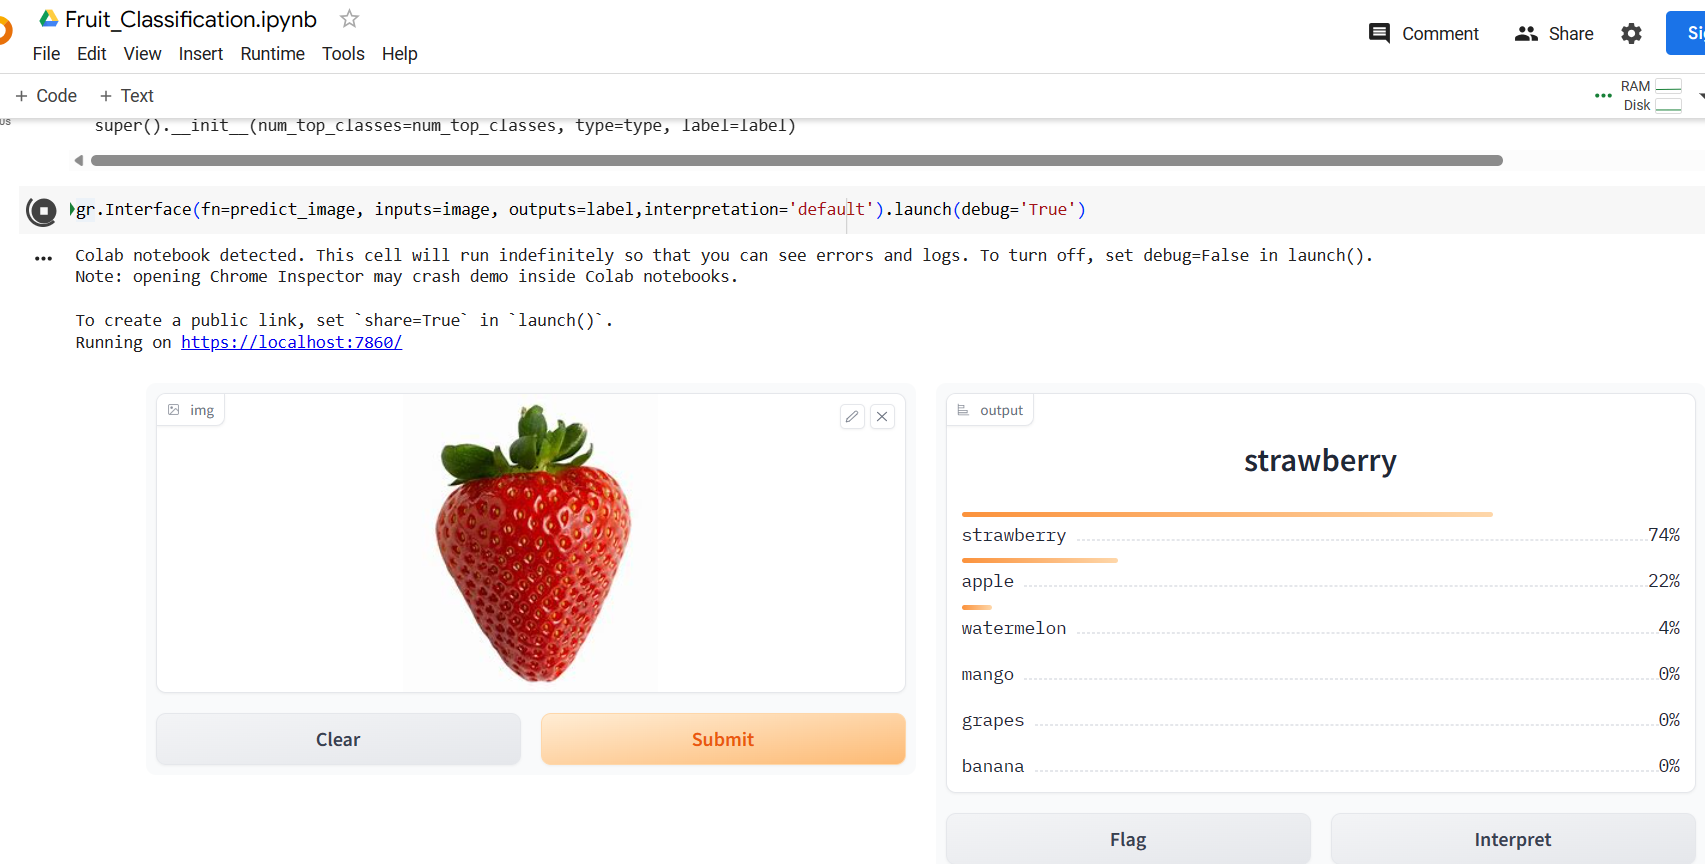 Fruit_Classification.ipynb
File Edit View Insert Runtime Tools Help
Comment Share
+ Code + Text
RAM
Disk
super().__init__(num_top_classes=num_top_classes, type=type, label=label)
gr.Interface(fn=predict_image, inputs=image, outputs=label,interpretation='default').launch(debug='True')
Colab notebook detected. This cell will run indefinitely so that you can see errors and logs. To turn off, set debug=False in launch().
Note: opening Chrome Inspector may crash demo inside Colab notebooks.
To create a public link, set `share=True` in `launch()`.
Running on https://localhost:7860/
img
Clear Submit
output
strawberry
strawberry 74%
apple 22%
watermelon 4%
mango 0%
grapes 0%
banana 0%
Flag Interpret